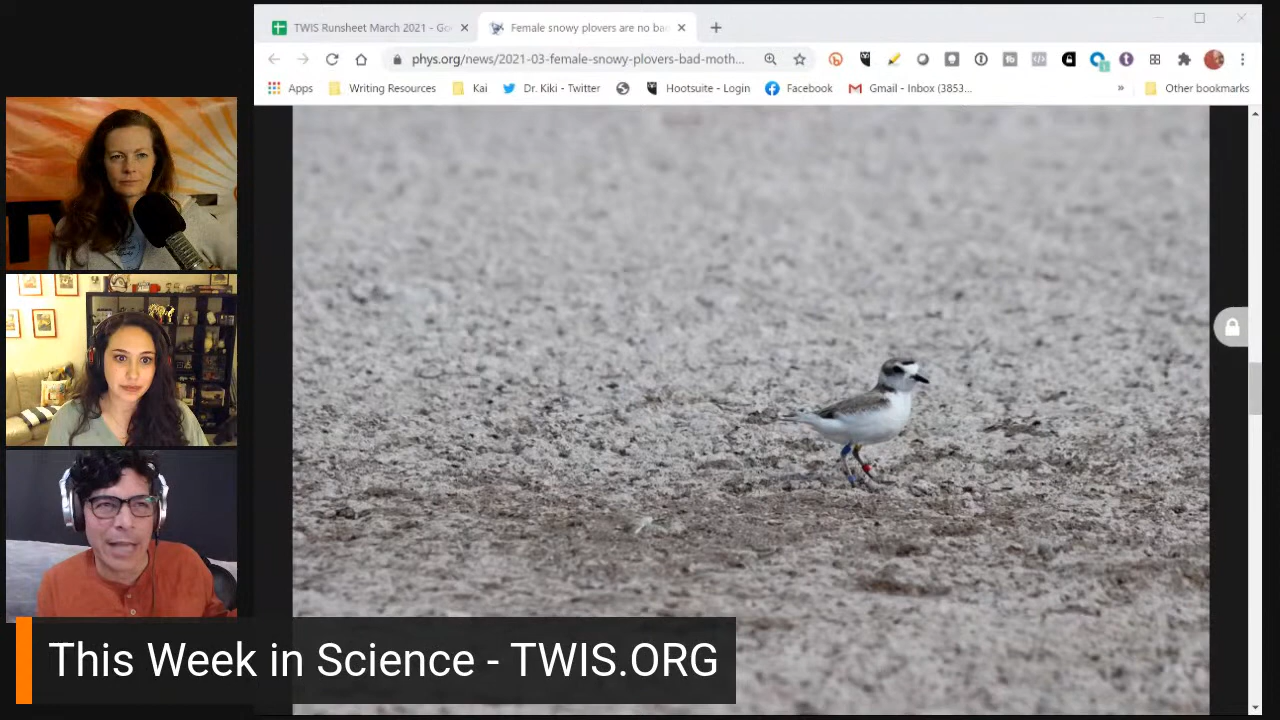 TWIS Runsheet March 2021 - Go
Female snowy plovers are no ba
phys.org/news/2021-03-female-snowy-plovers-bad-moth...
Apps
Writing Resources
Kai
Dr. Kiki - Twitter
Hootsuite - Login
Facebook
Gmail - Inbox (3853...
»
Other bookmarks
This Week in Science - TWIS.ORG